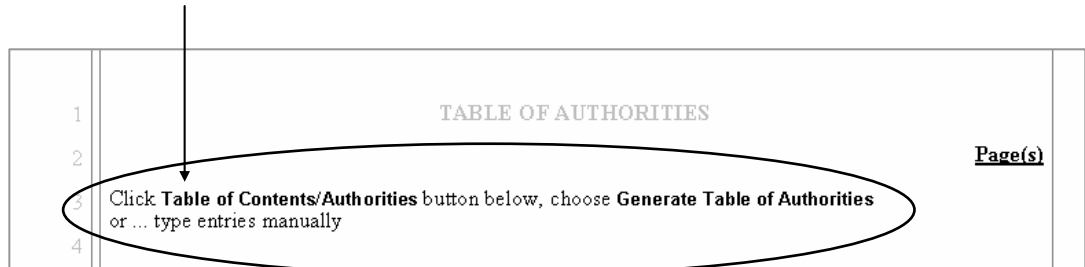 1 TABLE OF AUTHORITIES
2 Page(s)
3 Click Table of Contents/Authorities button below, choose Generate Table of Authorities
or ... type entries manually
4